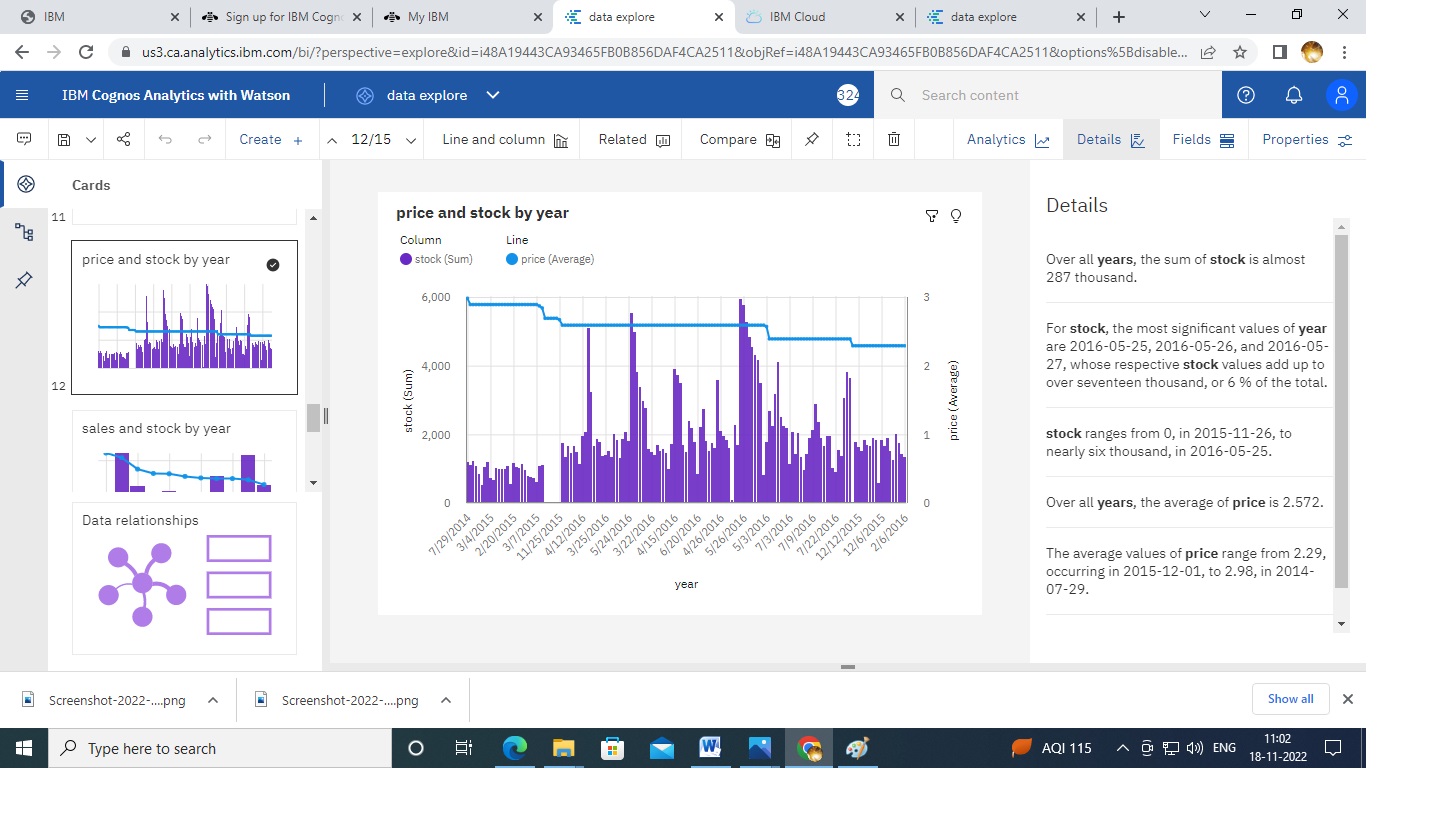 IBM
Sign up for IBM Cogn
My IBM
data explore
IBM Cloud
data explore
us3.ca.analytics.ibm.com/bi/?perspective=explore&id=i48A19443CA93465FB0B856DAF4CA2511&objRef=i48A19443CA93465FB0B856DAF4CA2511&options%5Bdisable...
IBM Cognos Analytics with Watson
data explore
324
Search content
Create +
12/15
Line and column
Related
Compare
Analytics
Details
Fields
Properties
Cards
11
price and stock by year
12
sales and stock by year
Data relationships
price and stock by year
Column
Line
stock (Sum)
price (Average)
6,000
4,000
2,000
0
stock (Sum)
3
2
1
0
price (Average)
7/29/2014
3/4/2015
2/20/2015
3/7/2015
11/25/2015
4/12/2016
3/25/2016
5/24/2016
3/22/2016
4/15/2016
6/20/2016
4/26/2016
5/26/2016
5/3/2016
7/3/2016
7/9/2016
7/22/2016
12/12/2015
12/6/2015
2/6/2016
year
Details
Over all years, the sum of stock is almost
287 thousand.
For stock, the most significant values of year
are 2016-05-25, 2016-05-26, and 2016-05-
27, whose respective stock values add up to
over seventeen thousand, or 6 % of the total.
stock ranges from 0, in 2015-11-26, to
nearly six thousand, in 2016-05-25.
Over all years, the average of price is 2.572.
The average values of price range from 2.29,
occurring in 2015-12-01, to 2.98, in 2014-
07-29.
Screenshot-2022-....png
Screenshot-2022-....png
Show all
Type here to search
AQI 115
ENG
11:02
18-11-2022